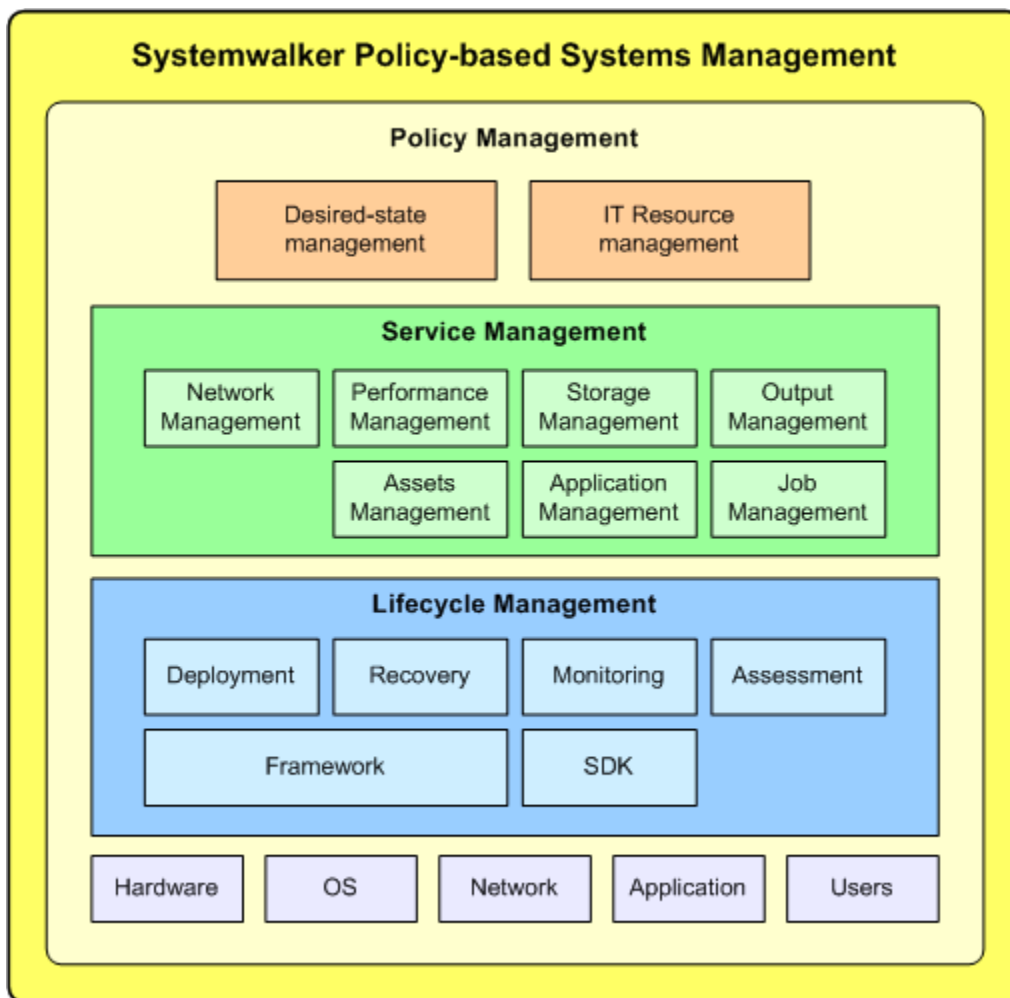 Systemwalker Policy-based Systems Management
Policy Management
Desired-state
management
IT Resource
management
Service Management
Network
Management
Performance
Management
Storage
Management
Output
Management
Assets
Management
Application
Management
Job
Management
Lifecycle Management
Deployment
Recovery
Monitoring
Assessment
Framework
SDK
Hardware
OS
Network
Application
Users